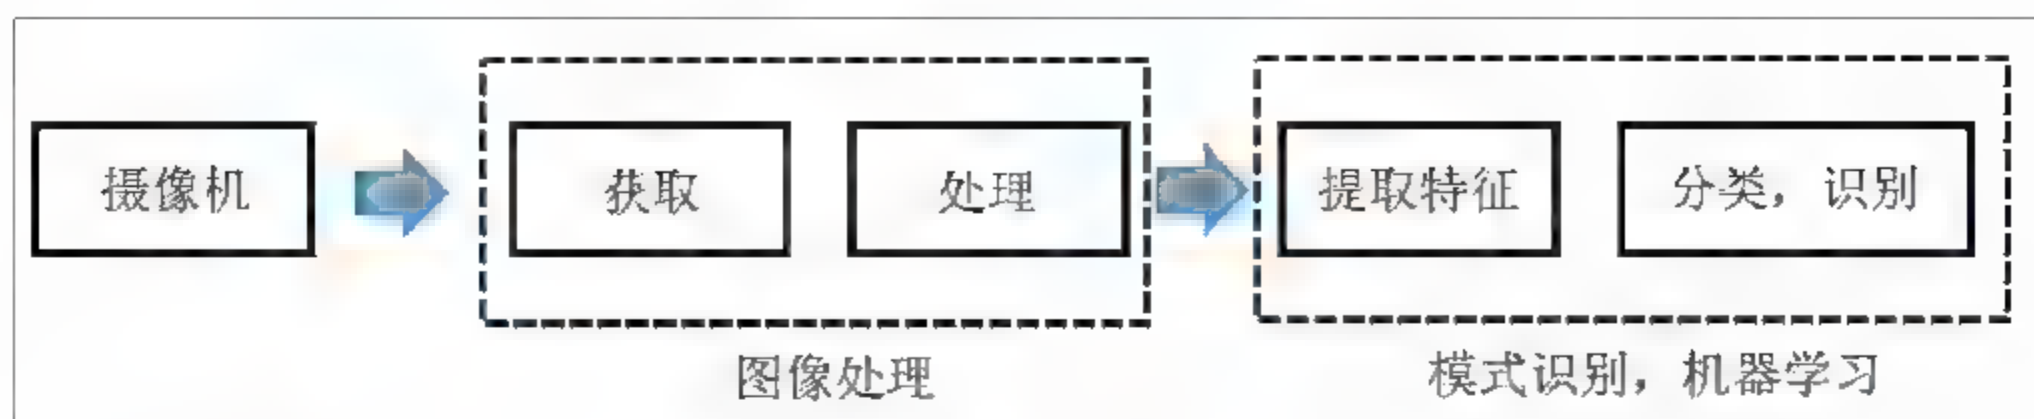 摄像机
获取
处理
提取特征
分类，识别
图像处理
模式识别，机器学习